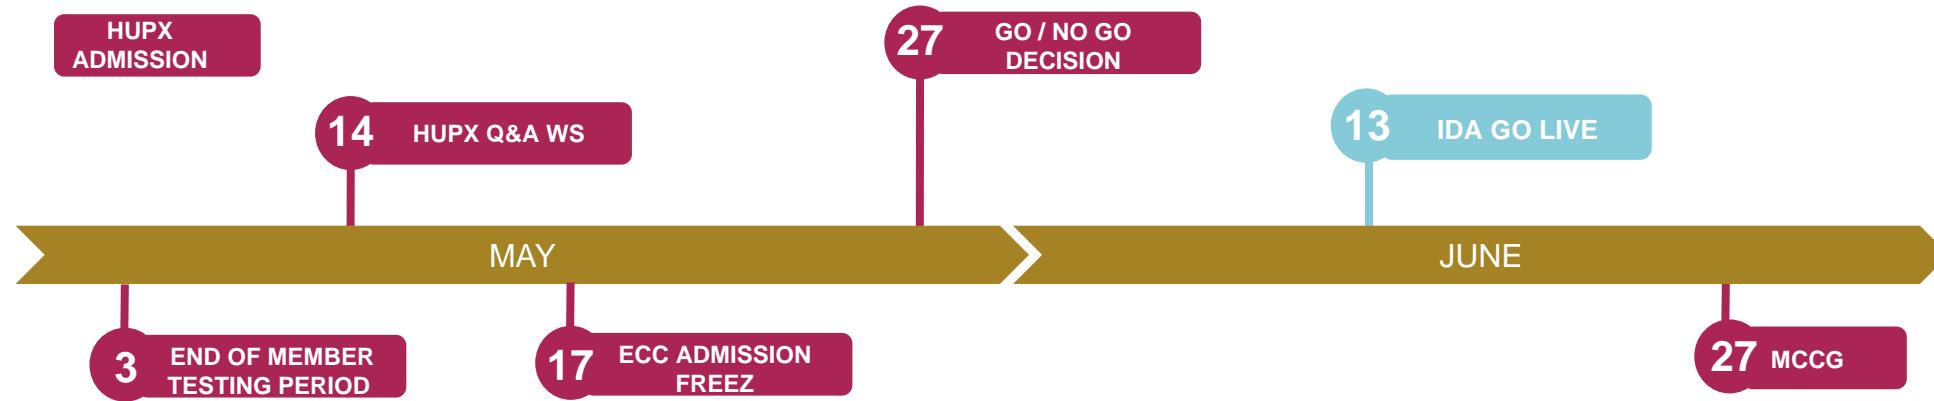 HUPX
ADMISSION
27
GO / NO GO
DECISION
14
HUPX Q&A WS
13
IDA GO LIVE
MAY
JUNE
3
END OF MEMBER
TESTING PERIOD
17
ECC ADMISSION
FREEZ
27
MCCG